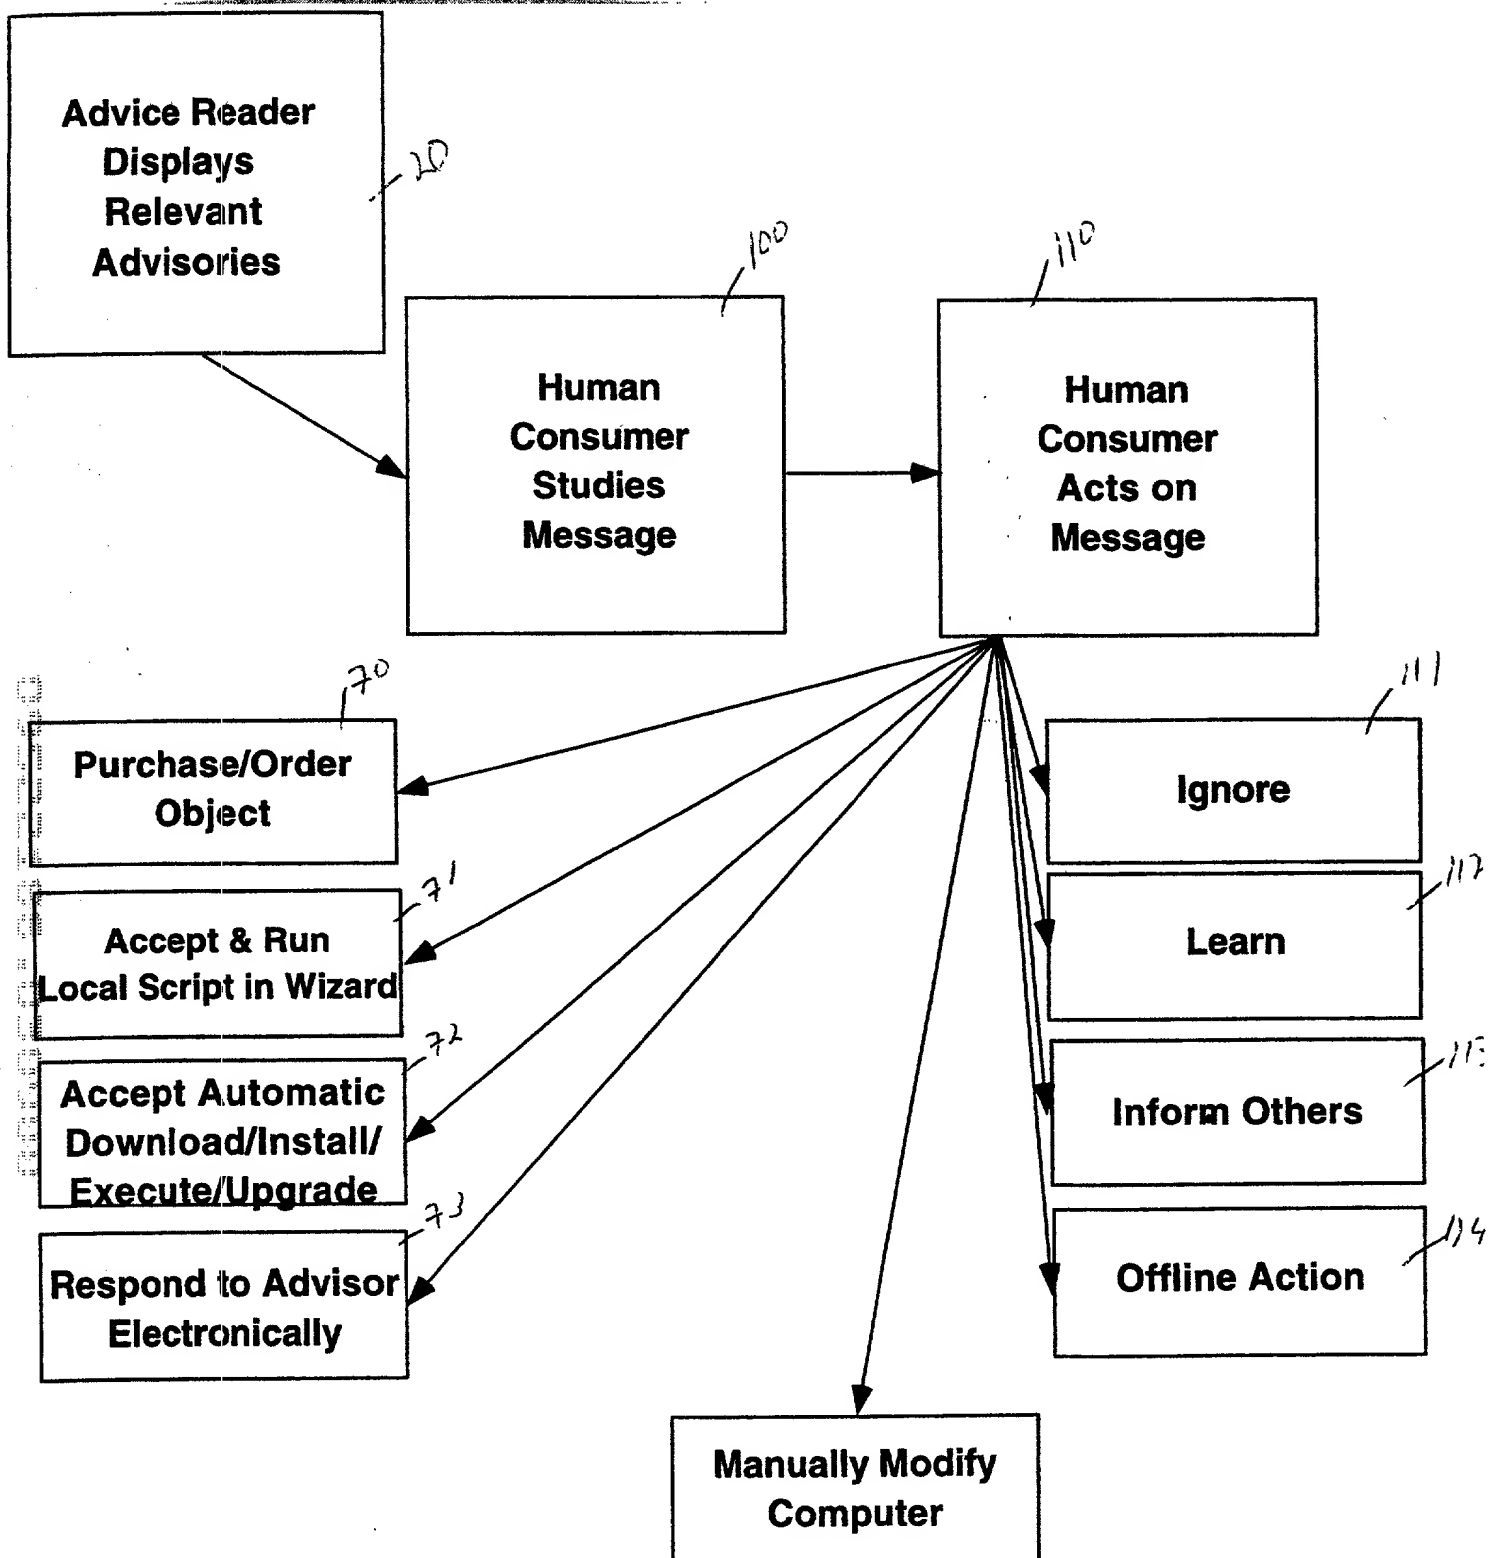 Advice Reader
Displays
Relevant
Advisories
20
100
110
Human
Consumer
Studies
Message
Human
Consumer
Acts on
Message
70
Purchase/Order
Object
111
Ignore
71
Accept & Run
Local Script in Wizard
112
Learn
72
Accept Automatic
Download/Install/
Execute/Upgrade
113
Inform Others
73
Respond to Advisor
Electronically
114
Offline Action
Manually Modify
Computer